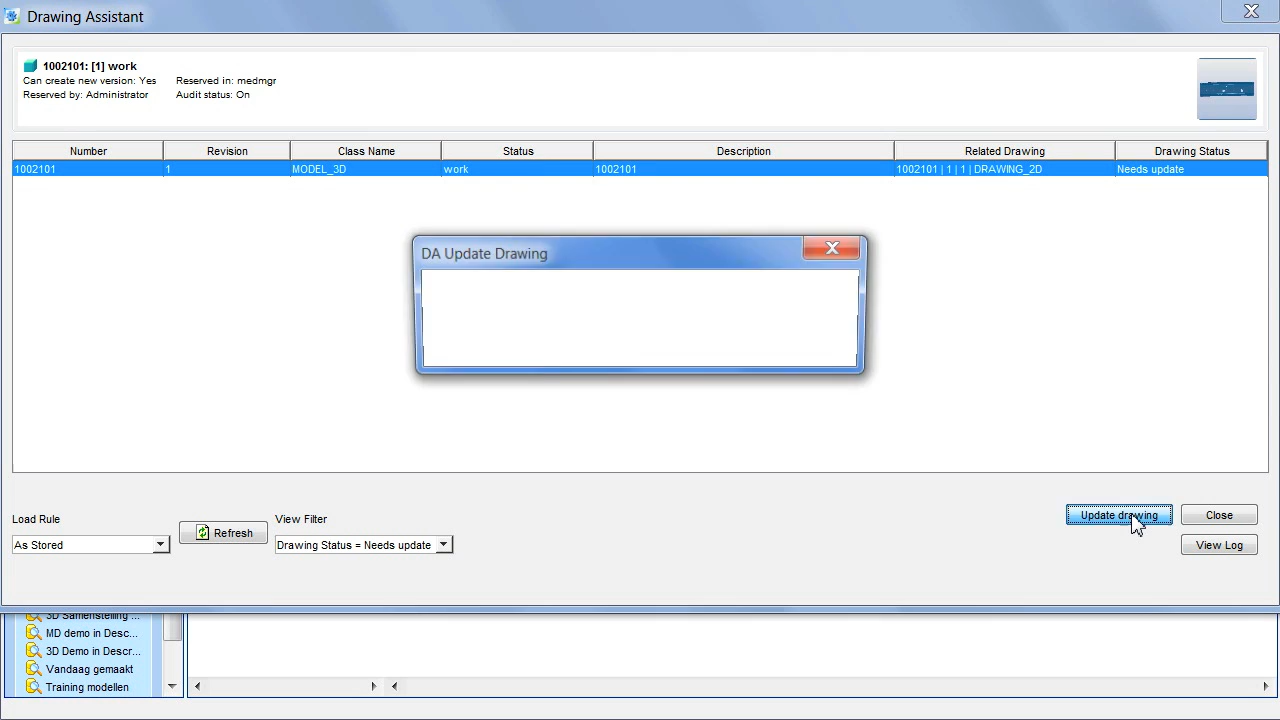 Drawing Assistant
1002101: [1] work
Can create new version: Yes Reserved in: medmgr
Reserved by: Administrator Audit status: On
Number Revision Class Name Status Description Related Drawing Drawing Status
1002101 1 MODEL_3D work 1002101 1002101 | 1 | 1 | DRAWING_2D Needs update
DA Update Drawing
Load Rule
As Stored
Refresh
View Filter
Drawing Status = Needs update
Update drawing
Close
View Log
3D Samenstelling ...
MD demo in Desc...
3D Demo in Descr...
Vandaag gemaakt
Training modellen